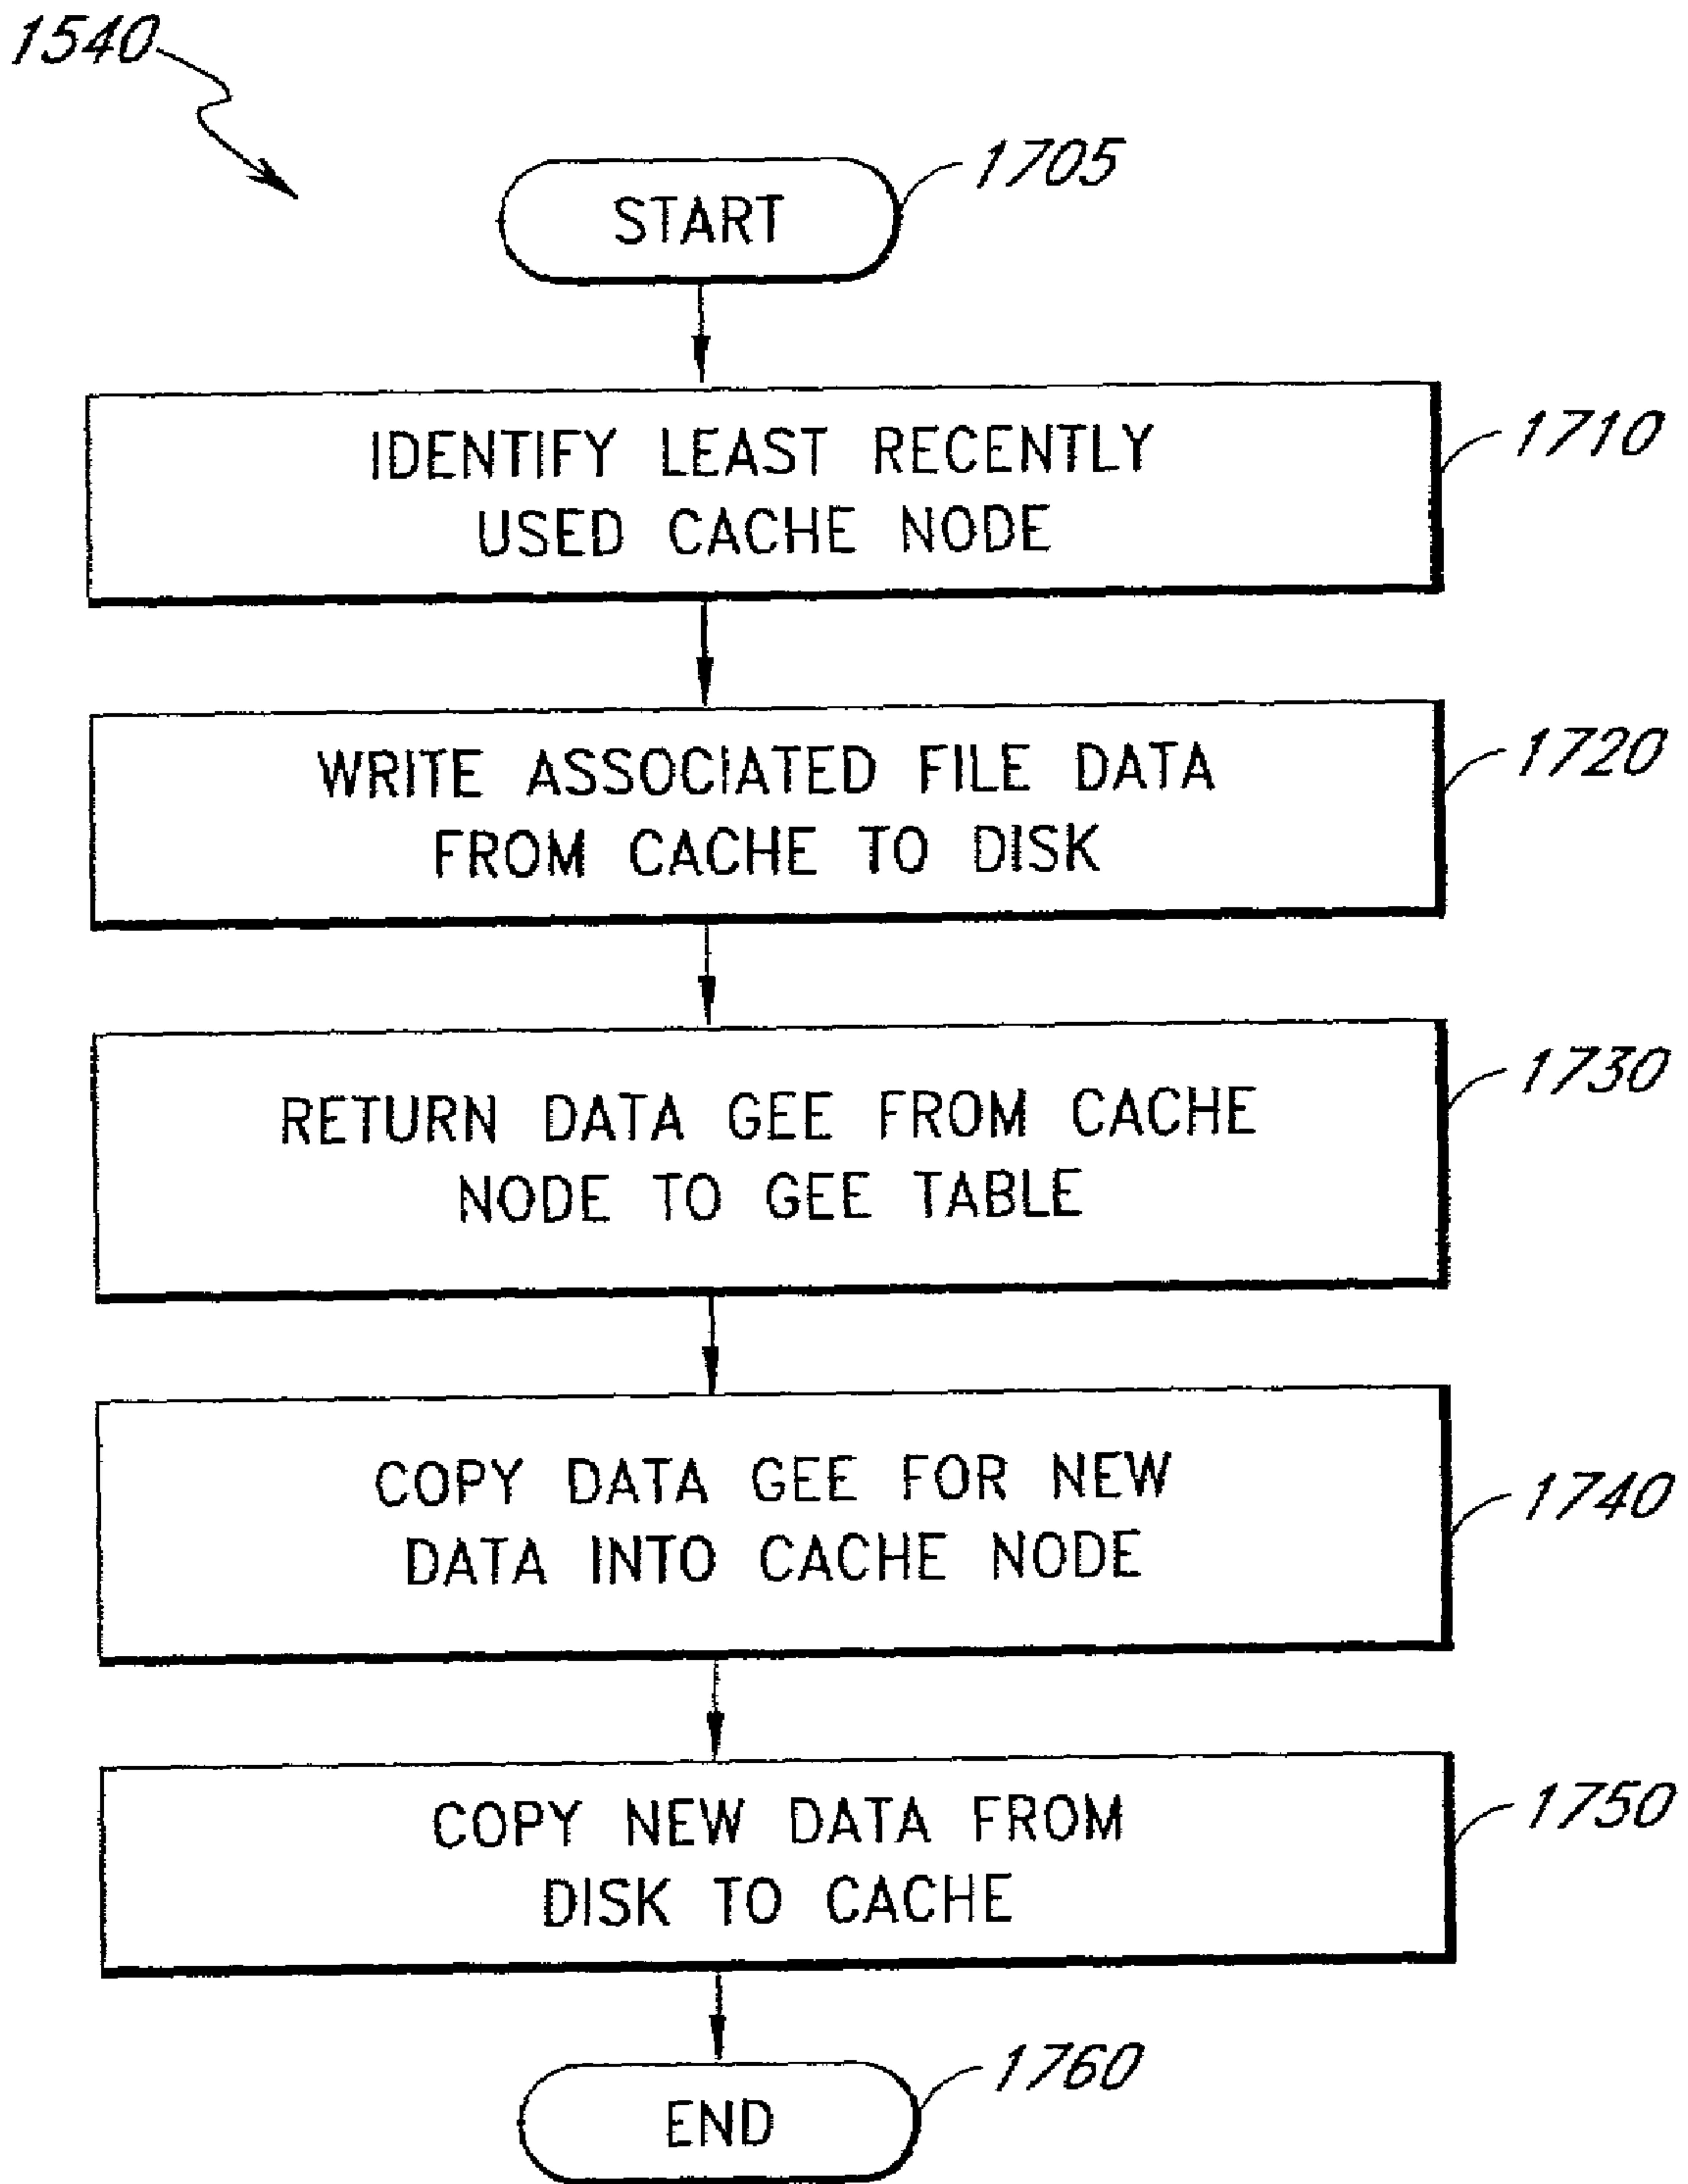 1540
START
1705
IDENTIFY LEAST RECENTLY
USED CACHE NODE
1710
WRITE ASSOCIATED FILE DATA
FROM CACHE TO DISK
1720
RETURN DATA GEE FROM CACHE
NODE TO GEE TABLE
1730
COPY DATA GEE FOR NEW
DATA INTO CACHE NODE
1740
COPY NEW DATA FROM
DISK TO CACHE
1750
END
1760